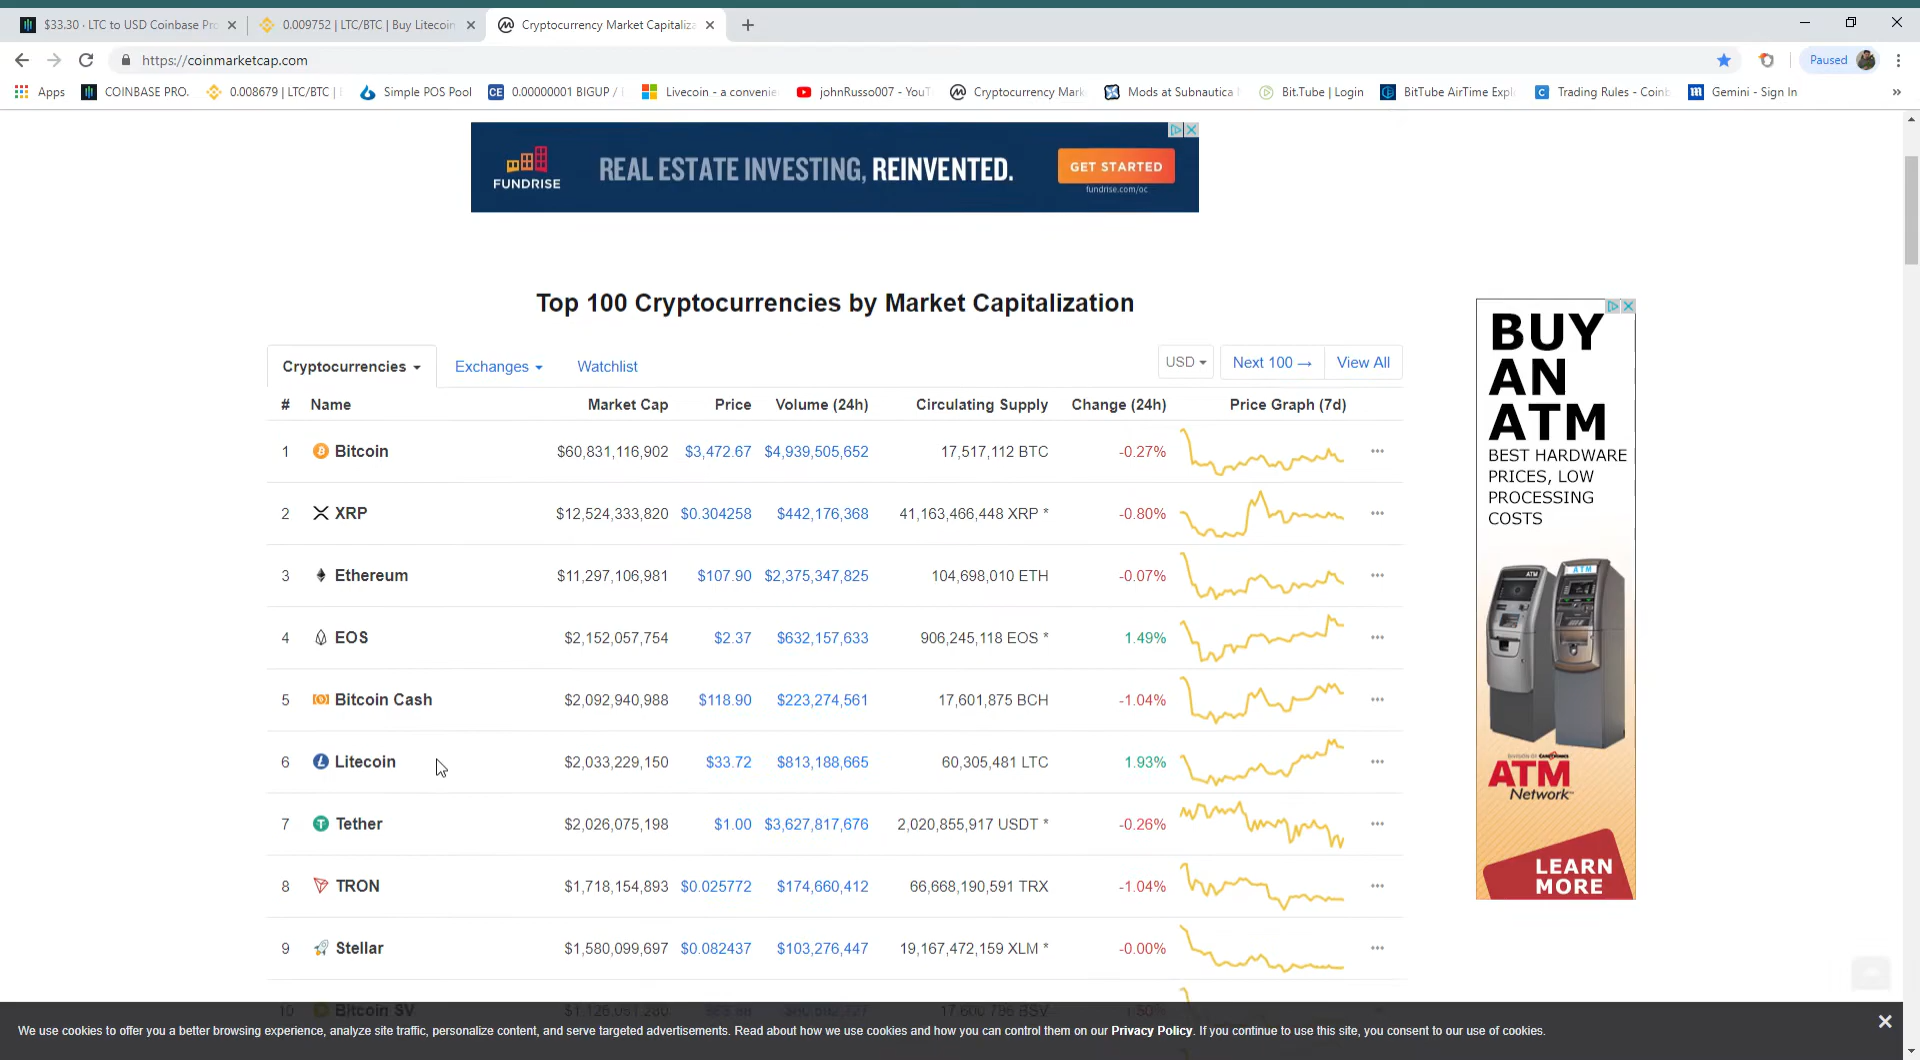 $33.30 · LTC to USD Coinbase Pro
0.009752 | LTC/BTC | Buy Litecoin
Cryptocurrency Market Capitaliza
https://coinmarketcap.com
Paused
Apps
COINBASE PRO.
0.008679 | LTC/BTC |
Simple POS Pool
CE 0.00000001 BIGUP /
Livecoin - a convenie
johnRusso007 - YouT
Cryptocurrency Mark
Mods at Subnautica
Bit.Tube | Login
BitTube AirTime Expl
Trading Rules - Coinb
Gemini - Sign In
»
FUNDRISE
REAL ESTATE INVESTING, REINVENTED.
GET STARTED
fundrise.com/oc
Top 100 Cryptocurrencies by Market Capitalization
Cryptocurrencies Exchanges Watchlist USD Next 100 → View All
# Name Market Cap Price Volume (24h) Circulating Supply Change (24h) Price Graph (7d)
1 Bitcoin $60,831,116,902 $3,472.67 $4,939,505,652 17,517,112 BTC -0.27%
2 XRP $12,524,333,820 $0.304258 $442,176,368 41,163,466,448 XRP * -0.80%
3 Ethereum $11,297,106,981 $107.90 $2,375,347,825 104,698,010 ETH -0.07%
4 EOS $2,152,057,754 $2.37 $632,157,633 906,245,118 EOS * 1.49%
5 Bitcoin Cash $2,092,940,988 $118.90 $223,274,561 17,601,875 BCH -1.04%
6 Litecoin $2,033,229,150 $33.72 $813,188,665 60,305,481 LTC 1.93%
7 Tether $2,026,075,198 $1.00 $3,627,817,676 2,020,855,917 USDT * -0.26%
8 TRON $1,718,154,893 $0.025772 $174,660,412 66,668,190,591 TRX -1.04%
9 Stellar $1,580,099,697 $0.082437 $103,276,447 19,167,472,159 XLM * -0.00%
10 Bitcoin SV
BUY
AN
ATM
BEST HARDWARE
PRICES, LOW
PROCESSING
COSTS
ATM
ATM
ATM
Network
LEARN
MORE
We use cookies to offer you a better browsing experience, analyze site traffic, personalize content, and serve targeted advertisements. Read about how we use cookies and how you can control them on our Privacy Policy. If you continue to use this site, you consent to our use of cookies.